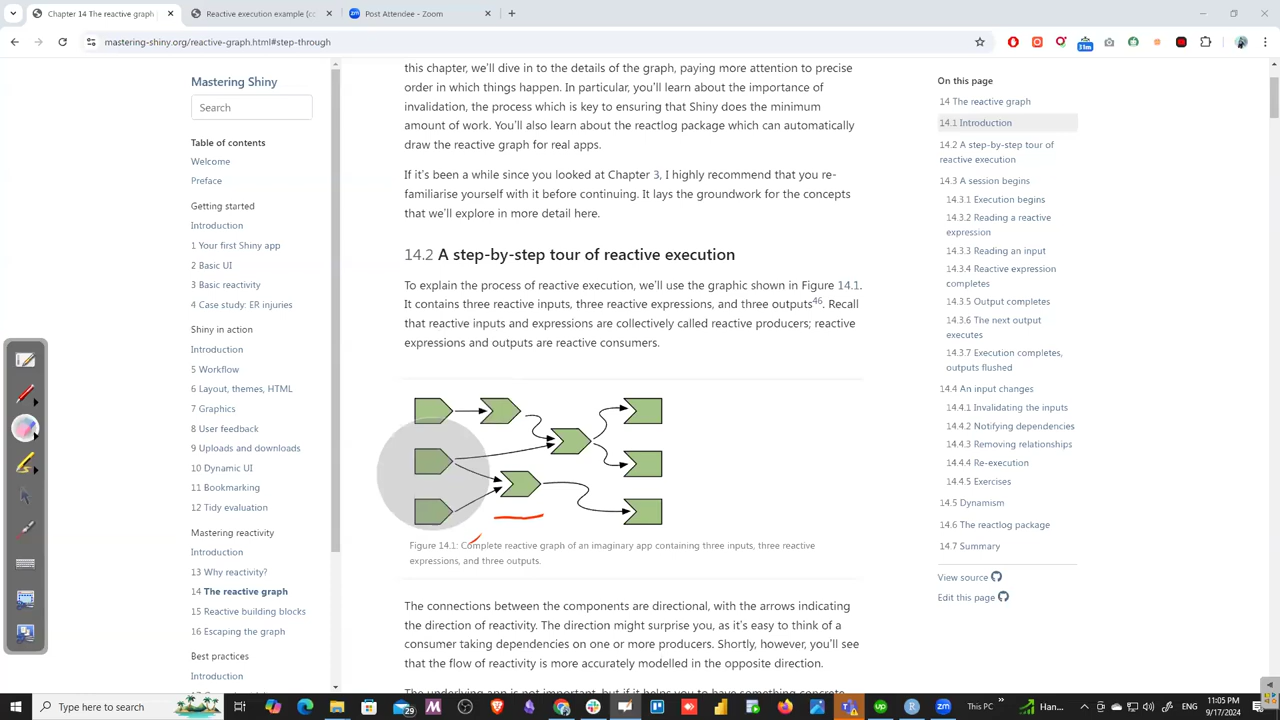 Chapter 14 The reactive graph
Reactive execution example (co
Post Attendee - Zoom
mastering-shiny.org/reactive-graph.html#step-through
31m
Mastering Shiny
Search
Table of contents
Welcome
Preface
Getting started
Introduction
1 Your first Shiny app
2 Basic UI
3 Basic reactivity
4 Case study: ER injuries
Shiny in action
Introduction
5 Workflow
6 Layout, themes, HTML
7 Graphics
8 User feedback
9 Uploads and downloads
10 Dynamic UI
11 Bookmarking
12 Tidy evaluation
Mastering reactivity
Introduction
13 Why reactivity?
14 The reactive graph
15 Reactive building blocks
16 Escaping the graph
Best practices
Introduction
this chapter, we'll dive in to the details of the graph, paying more attention to precise
order in which things happen. In particular, you'll learn about the importance of
invalidation, the process which is key to ensuring that Shiny does the minimum
amount of work. You'll also learn about the reactlog package which can automatically
draw the reactive graph for real apps.
If it's been a while since you looked at Chapter 3, I highly recommend that you re-
familiarise yourself with it before continuing. It lays the groundwork for the concepts
that we'll explore in more detail here.
14.2 A step-by-step tour of reactive execution
To explain the process of reactive execution, we'll use the graphic shown in Figure 14.1.
It contains three reactive inputs, three reactive expressions, and three outputs46. Recall
that reactive inputs and expressions are collectively called reactive producers; reactive
expressions and outputs are reactive consumers.
Figure 14.1: Complete reactive graph of an imaginary app containing three inputs, three reactive
expressions, and three outputs.
The connections between the components are directional, with the arrows indicating
the direction of reactivity. The direction might surprise you, as it's easy to think of a
consumer taking dependencies on one or more producers. Shortly, however, you'll see
that the flow of reactivity is more accurately modelled in the opposite direction.
The underlying app is not important, but if it helps you to have something concrete
On this page
14 The reactive graph
14.1 Introduction
14.2 A step-by-step tour of
reactive execution
14.3 A session begins
14.3.1 Execution begins
14.3.2 Reading a reactive
expression
14.3.3 Reading an input
14.3.4 Reactive expression
completes
14.3.5 Output completes
14.3.6 The next output
executes
14.3.7 Execution completes,
outputs flushed
14.4 An input changes
14.4.1 Invalidating the inputs
14.4.2 Notifying dependencies
14.4.3 Removing relationships
14.4.4 Re-execution
14.4.5 Exercises
14.5 Dynamism
14.6 The reactlog package
14.7 Summary
View source
Edit this page
Type here to search
29
This PC
Han...
11:05 PM
9/17/2024